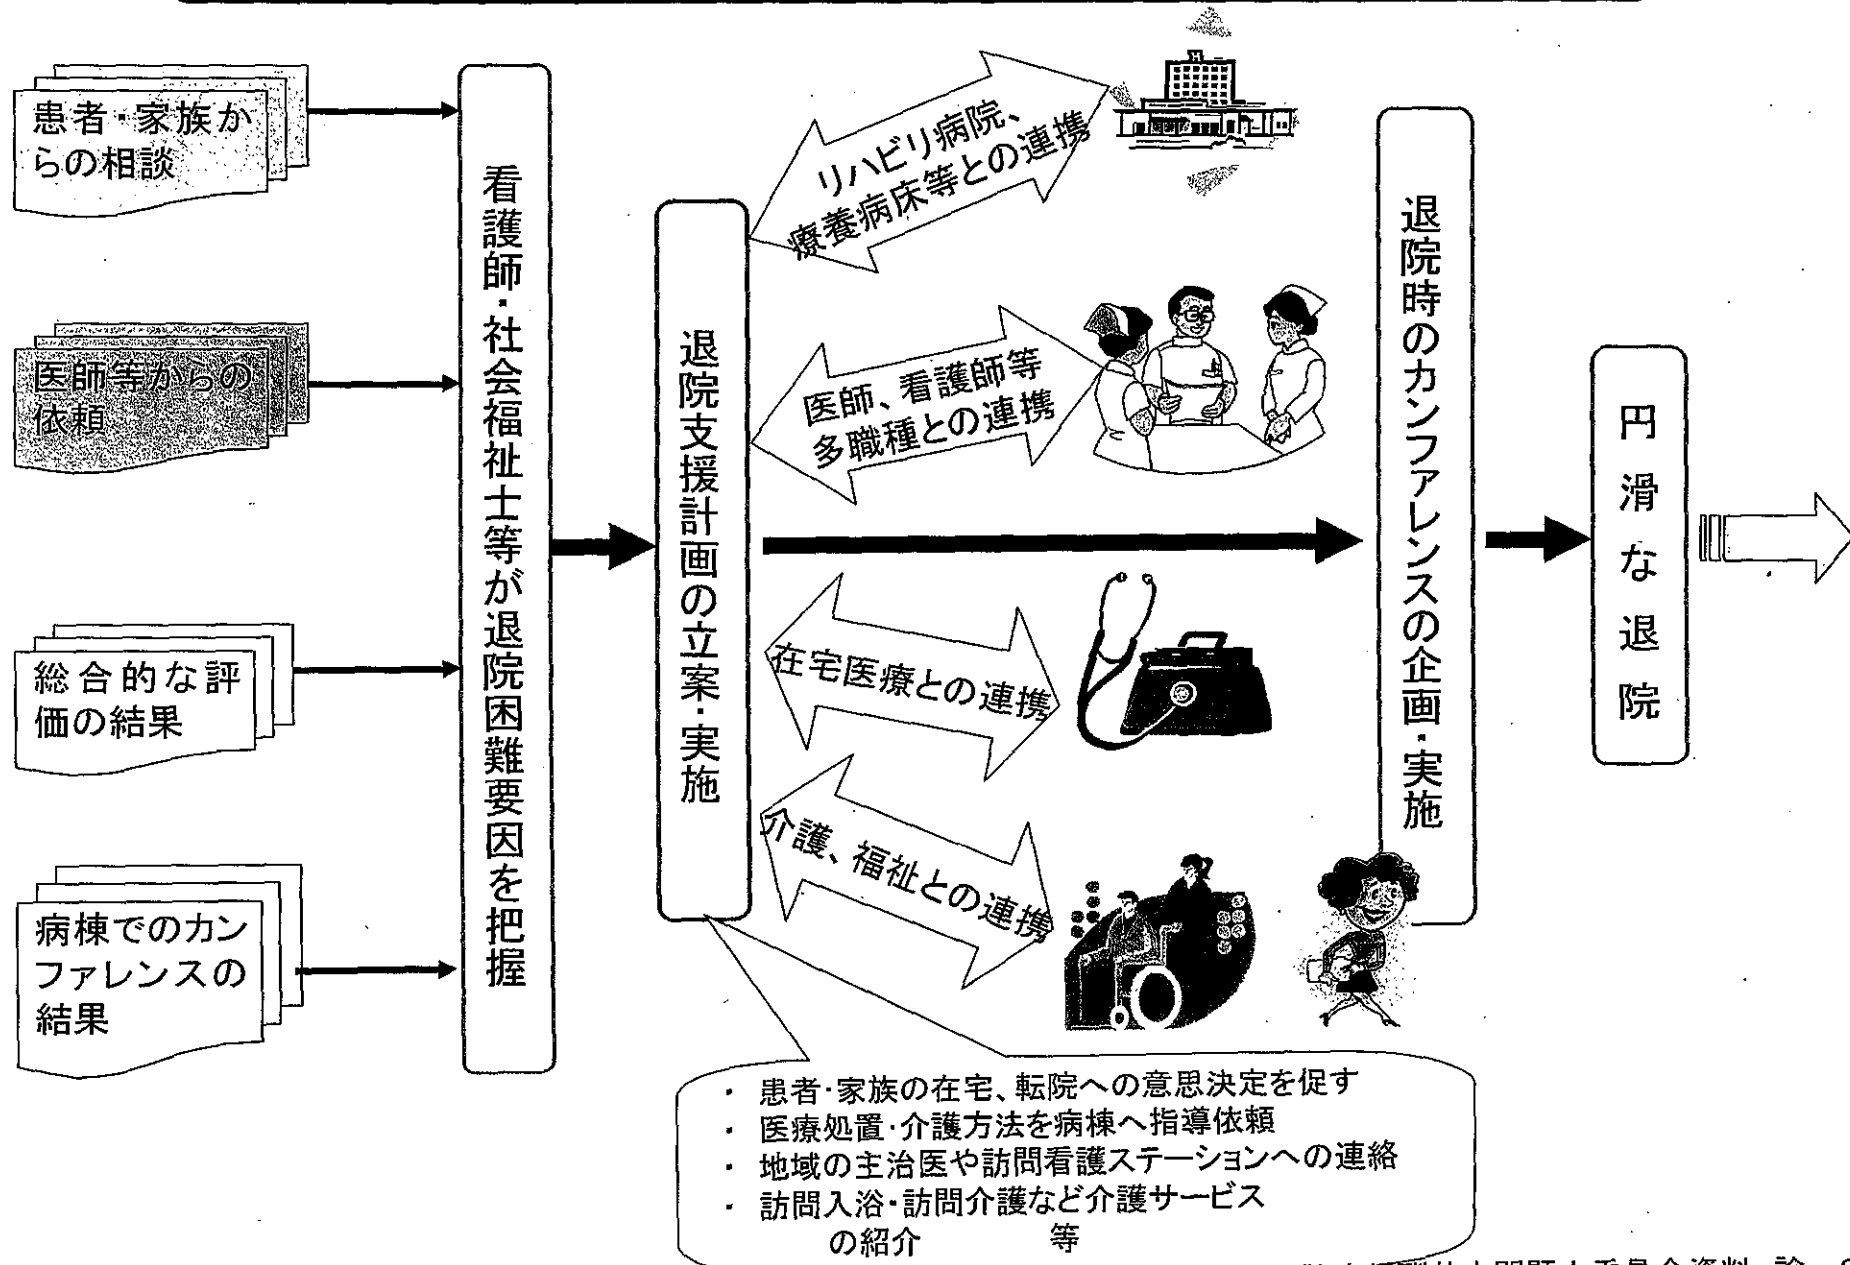 患者・家族か
らの相談
医師等からの
依頼
総合的な評
価の結果
病棟でのカン
ファレンスの
結果
看護師・社会福祉士等が退院困難要因を把握
退院支援計画の立案・実施
リハビリ病院、
療養病床等との連携
医師、看護師等
多職種との連携
在宅医療との連携
介護、福祉との連携
退院時のカンファレンスの企画・実施
円滑な退院
・ 患者・家族の在宅、転院への意思決定を促す
・ 医療処置・介護方法を病棟へ指導依頼
・ 地域の主治医や訪問看護ステーションへの連絡
・ 訪問入浴・訪問介護など介護サービス
の紹介 等